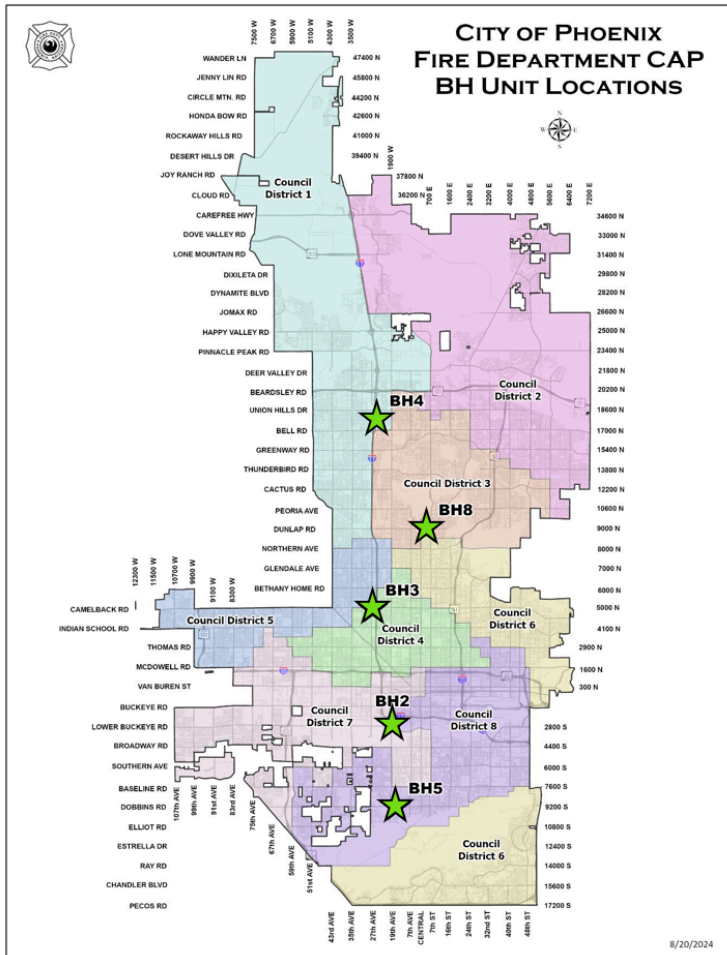 CITY OF PHOENIX
FIRE DEPARTMENT CAP
BH UNIT LOCATIONS
N
W E
S
7500 W
6700 W
5900 W
5100 W
4300 W
3500 W
WANDER LN
JENNY LIN RD
CIRCLE MTN. RD
HONDA BOW RD
ROCKAWAY HILLS RD
DESERT HILLS DR
JOY RANCH RD
CLOUD RD
CAREFREE HWY
DOVE VALLEY RD
LONE MOUNTAIN RD
DIXILETA DR
DYNAMITE BLVD
JOMAX RD
HAPPY VALLEY RD
PINNACLE PEAK RD
DEER VALLEY DR
BEARDSLEY RD
UNION HILLS DR
BELL RD
GREENWAY RD
THUNDERBIRD RD
CACTUS RD
PEORIA AVE
DUNLAP RD
NORTHERN AVE
GLENDALE AVE
BETHANY HOME RD
47400 N
45800 N
44200 N
42600 N
41000 N
39400 N
1900 W
37800 N
36200 N
700 E
1600 E
2400 E
3200 E
4000 E
4800 E
5600 E
6400 E
7200 E
34600 N
33000 N
31400 N
29800 N
28200 N
26600 N
25000 N
23400 N
21800 N
20200 N
18600 N
17000 N
15400 N
13800 N
12200 N
10600 N
9000 N
8000 N
7000 N
6000 N
5000 N
4100 N
2900 N
1600 N
300 N
Council
District 1
Council
District 2
BH4
Council District 3
BH8
12300 W
11500 W
10700 W
9900 W
9100 W
8300 W
CAMELBACK RD
INDIAN SCHOOL RD
THOMAS RD
MCDOWELL RD
VAN BUREN ST
BUCKEYE RD
LOWER BUCKEYE RD
BROADWAY RD
SOUTHERN AVE
BASELINE RD
DOBBINS RD
ELLIOT RD
ESTRELLA DR
RAY RD
CHANDLER BLVD
PECOS RD
BH3
Council District 5
Council
District 4
Council
District 6
BH2
Council
District 7
Council
District 8
BH5
Council
District 6
2800 S
4400 S
6000 S
7600 S
9200 S
10800 S
12400 S
14000 S
15600 S
17200 S
107th AVE
99th AVE
91st AVE
83rd AVE
75th AVE
67th AVE
59th AVE
51st AVE
43rd AVE
35th AVE
27th AVE
19th AVE
7th AVE
CENTRAL
7th ST
16th ST
24th ST
32nd ST
40th ST
48th ST
8/20/2024